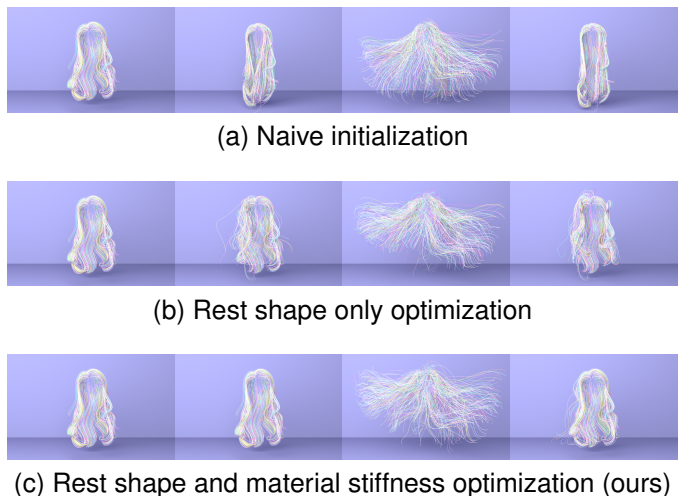 (a) Naive initialization
(b) Rest shape only optimization
(c) Rest shape and material stiffness optimization (ours)